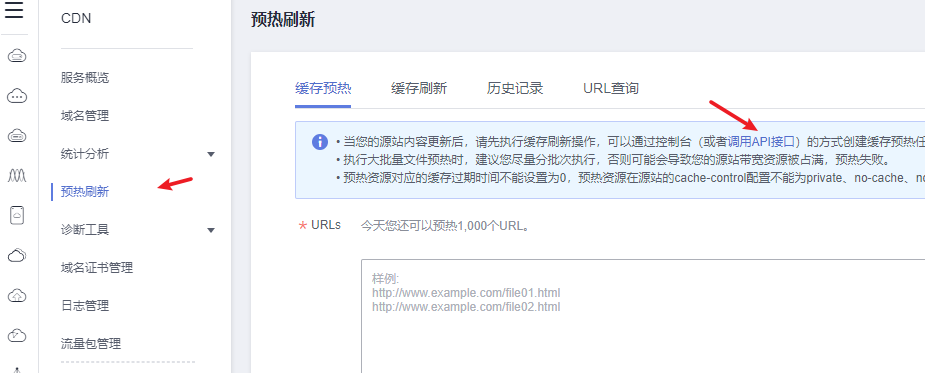 CDN
预热刷新
服务概览
域名管理
统计分析
预热刷新
诊断工具
域名证书管理
日志管理
流量包管理
缓存预热 缓存刷新 历史记录 URL查询
• 当您的源站内容更新后，请先执行缓存刷新操作，可以通过控制台（或者调用API接口）的方式创建缓存预热任
• 执行大批量文件预热时，建议您尽量分批次执行，否则可能会导致您的源站带宽资源被占满，预热失败。
• 预热资源对应的缓存过期时间不能设置为0，预热资源在源站的cache-control配置不能为private、no-cache、no
* URLs 今天您还可以预热1,000个URL。
样例:
http://www.example.com/file01.html
http://www.example.com/file02.html